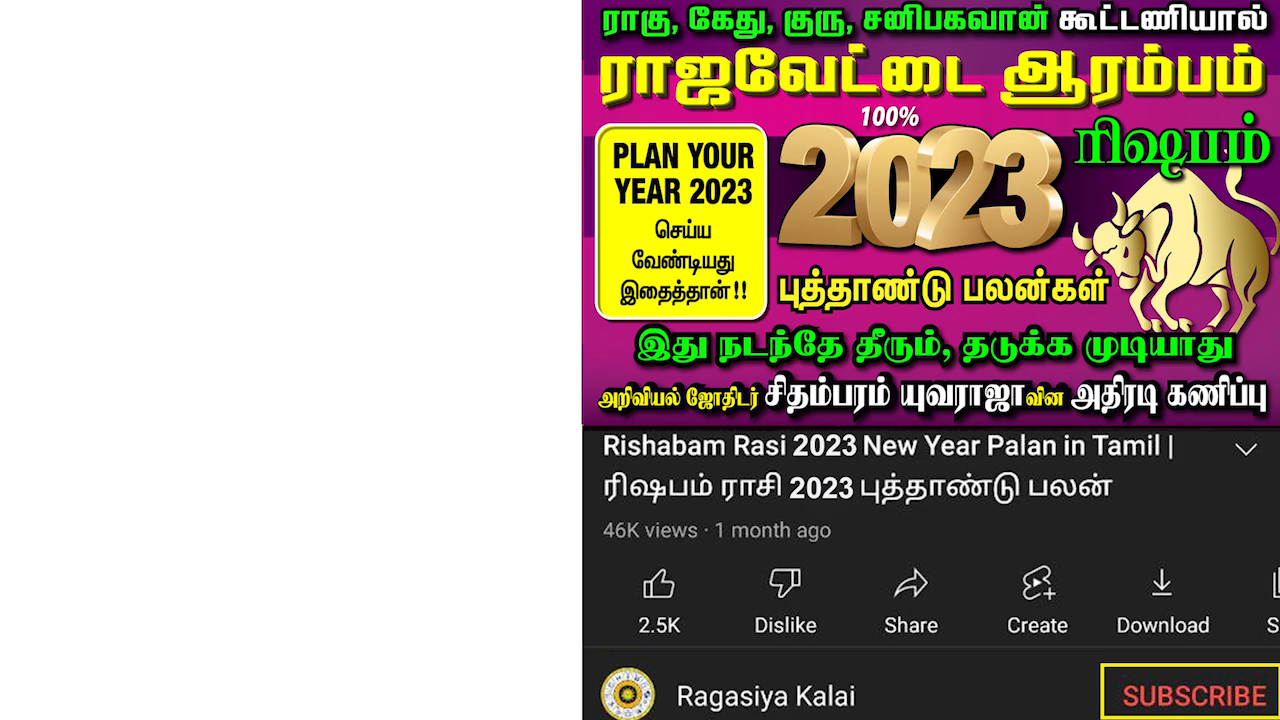 ராகு, கேது, குரு, சனிபகவான் கூட்டணியால்
ராஜவேட்டை ஆரம்பம்
100%
2023
ரிஷபம்
PLAN YOUR
YEAR 2023
செய்ய
வேண்டியது
இதைத்தான் !!
புத்தாண்டு பலன்கள்
இது நடந்தே தீரும், தடுக்க முடியாது
அறிவியல் ஜோதிடர் சிதம்பரம் யுவராஜாவின அதிரடி கணிப்பு
Rishabam Rasi 2023 New Year Palan in Tamil |
ரிஷபம் ராசி 2023 புத்தாண்டு பலன்
46K views · 1 month ago
2.5K Dislike Share Create Download S
Ragasiya Kalai SUBSCRIBE